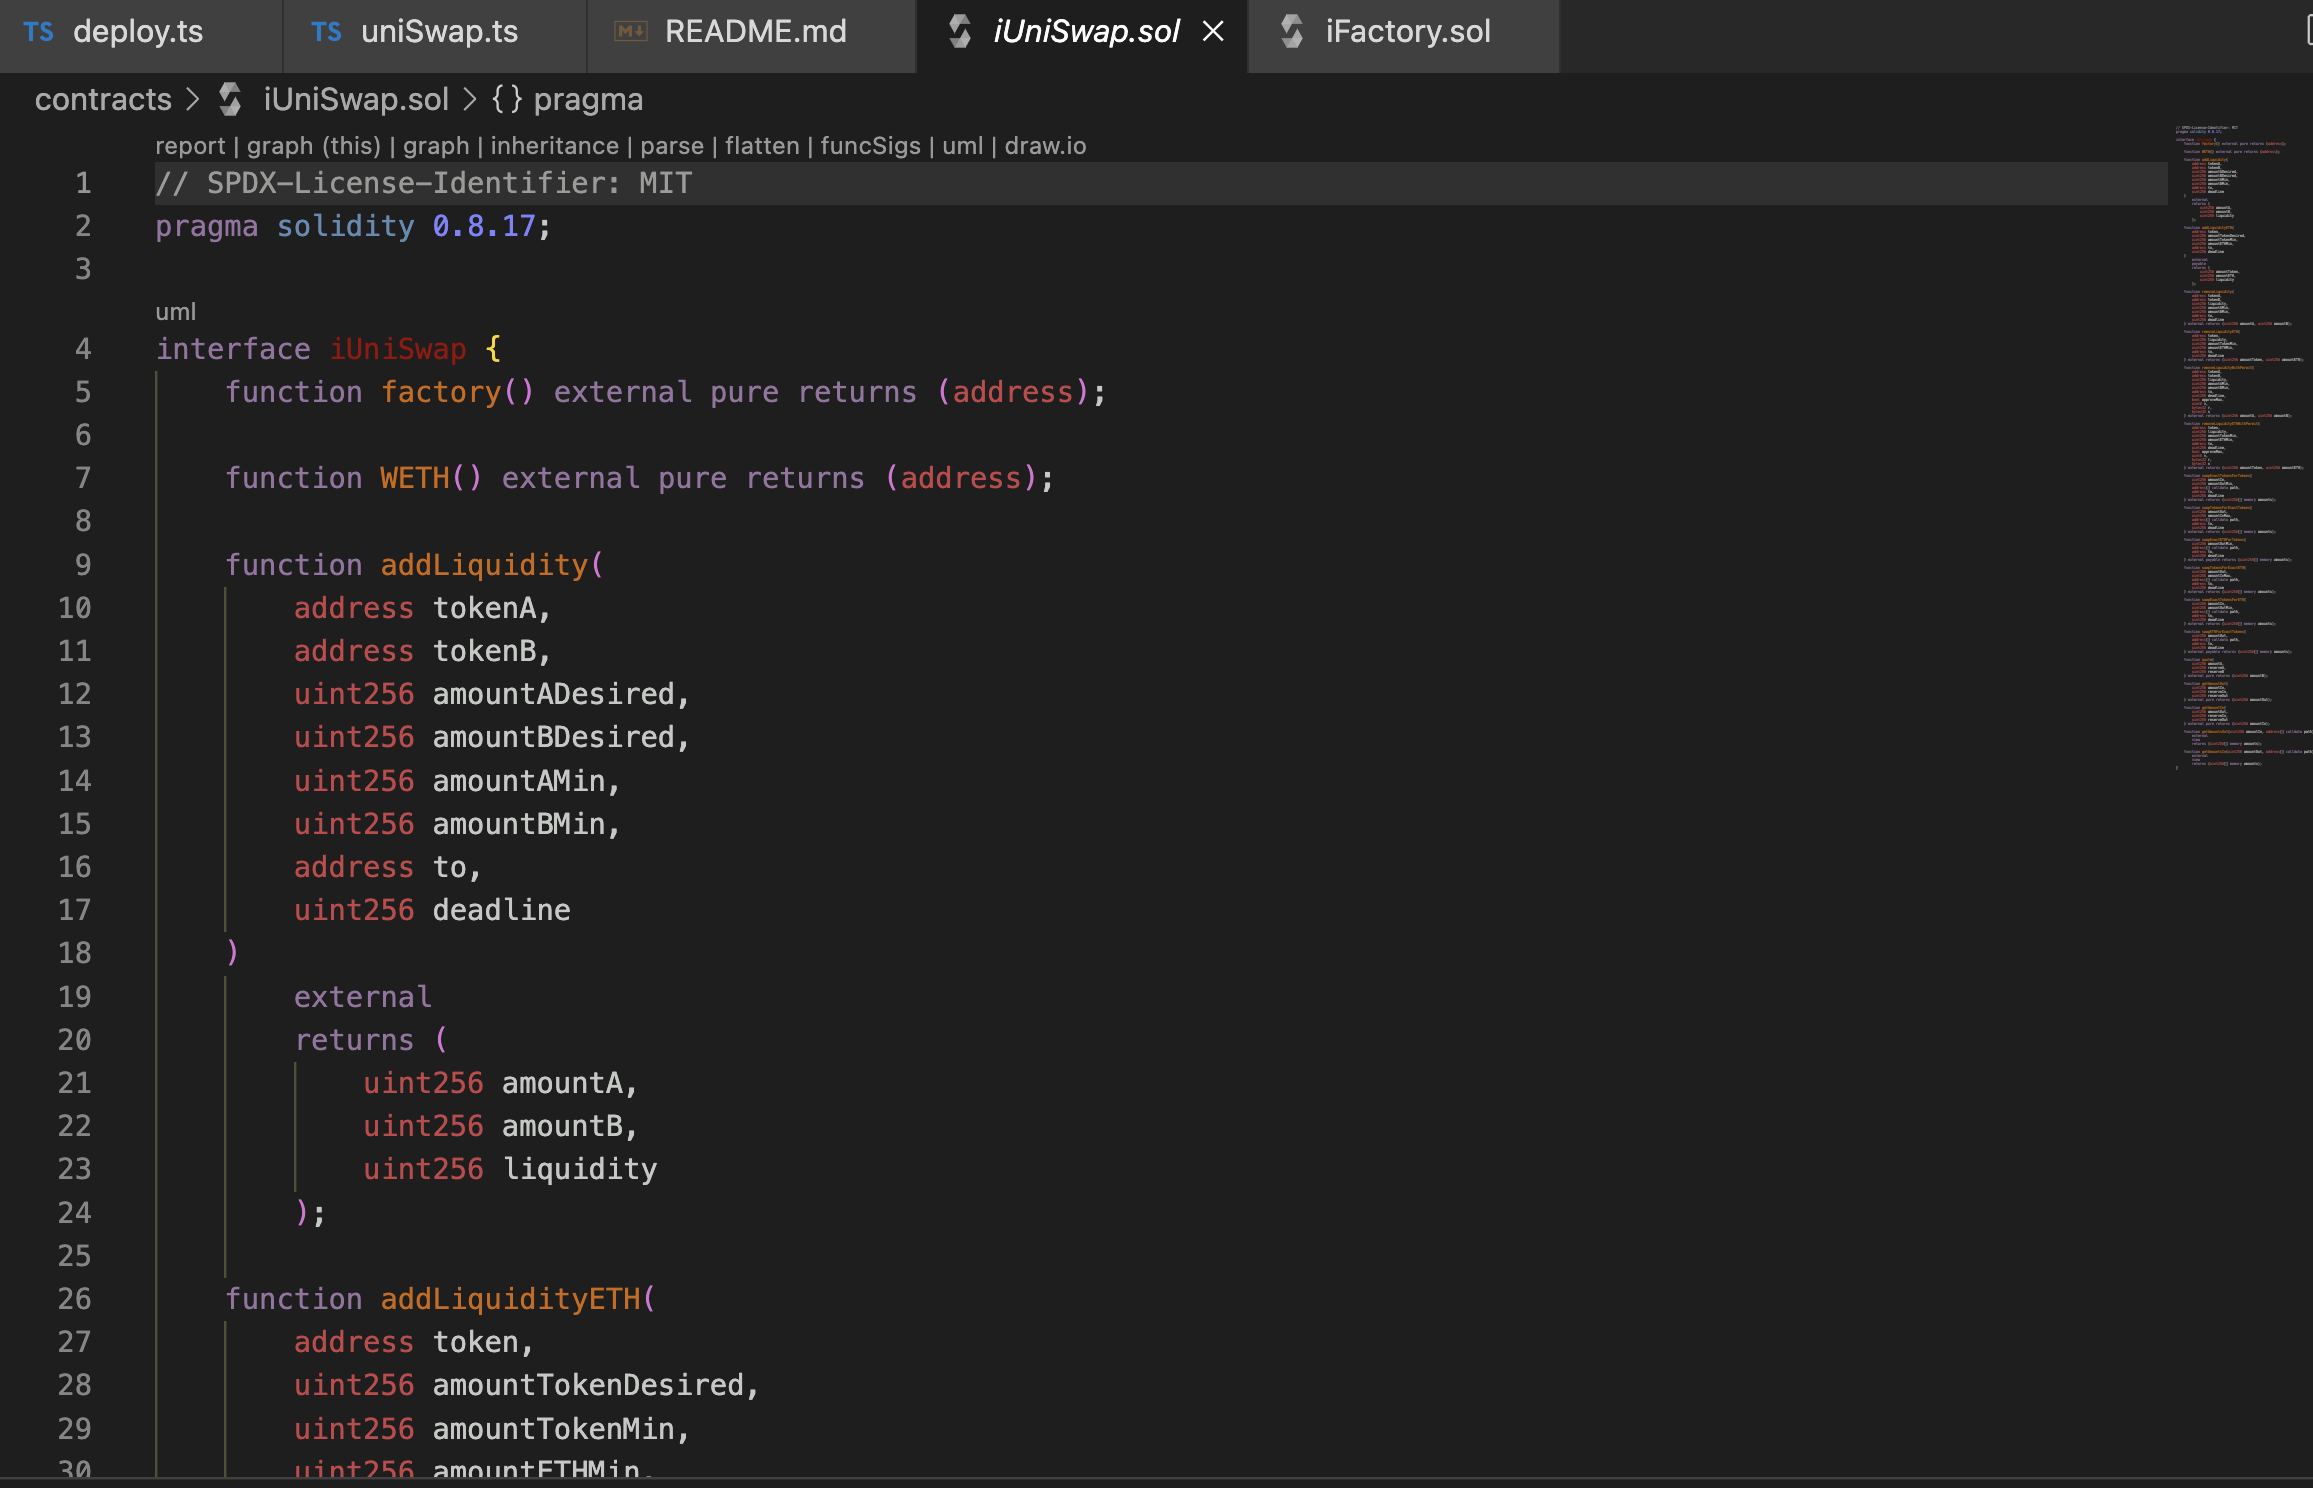 TS deploy.ts TS uniSwap.ts README.md iUniSwap.sol iFactory.sol
contracts > iUniSwap.sol > {} pragma
report | graph (this) | graph | inheritance | parse | flatten | funcSigs | uml | draw.io
1 // SPDX-License-Identifier: MIT
2 pragma solidity 0.8.17;
3
uml
4 interface iUniSwap {
5 function factory() external pure returns (address);
6
7 function WETH() external pure returns (address);
8
9 function addLiquidity(
10 address tokenA,
11 address tokenB,
12 uint256 amountADesired,
13 uint256 amountBDesired,
14 uint256 amountAMin,
15 uint256 amountBMin,
16 address to,
17 uint256 deadline
18 )
19 external
20 returns (
21 uint256 amountA,
22 uint256 amountB,
23 uint256 liquidity
24 );
25
26 function addLiquidityETH(
27 address token,
28 uint256 amountTokenDesired,
29 uint256 amountTokenMin,
30 uint256 amountETHMin,